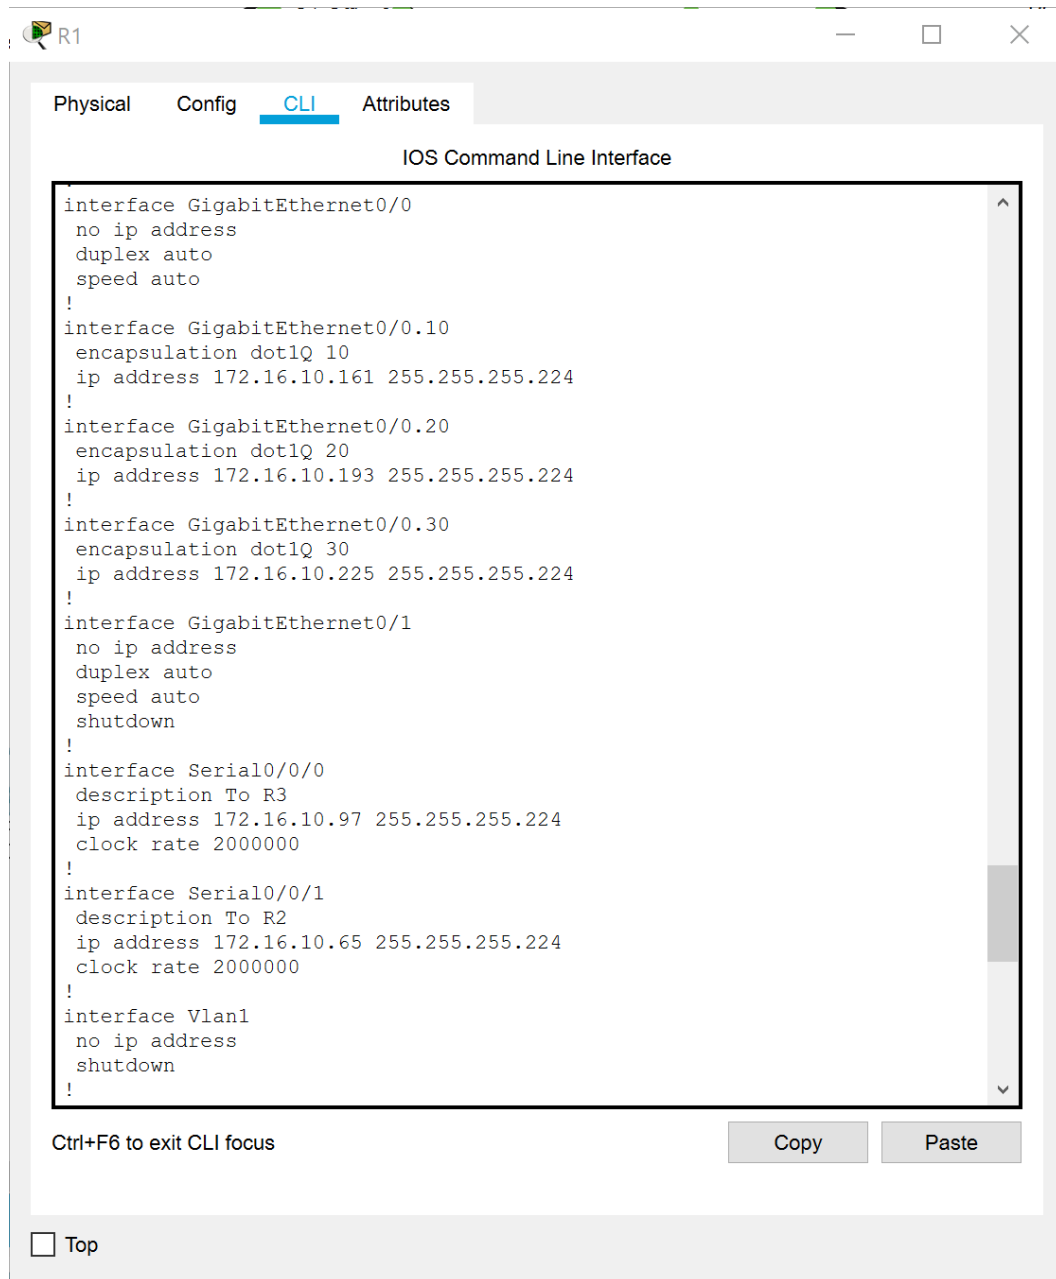 R1
Physical Config CLI Attributes
IOS Command Line Interface
!
interface GigabitEthernet0/0
 no ip address
 duplex auto
 speed auto
!
interface GigabitEthernet0/0.10
 encapsulation dot1Q 10
 ip address 172.16.10.161 255.255.255.224
!
interface GigabitEthernet0/0.20
 encapsulation dot1Q 20
 ip address 172.16.10.193 255.255.255.224
!
interface GigabitEthernet0/0.30
 encapsulation dot1Q 30
 ip address 172.16.10.225 255.255.255.224
!
interface GigabitEthernet0/1
 no ip address
 duplex auto
 speed auto
 shutdown
!
interface Serial0/0/0
 description To R3
 ip address 172.16.10.97 255.255.255.224
 clock rate 2000000
!
interface Serial0/0/1
 description To R2
 ip address 172.16.10.65 255.255.255.224
 clock rate 2000000
!
interface Vlan1
 no ip address
 shutdown
!
Ctrl+F6 to exit CLI focus
Copy Paste
Top